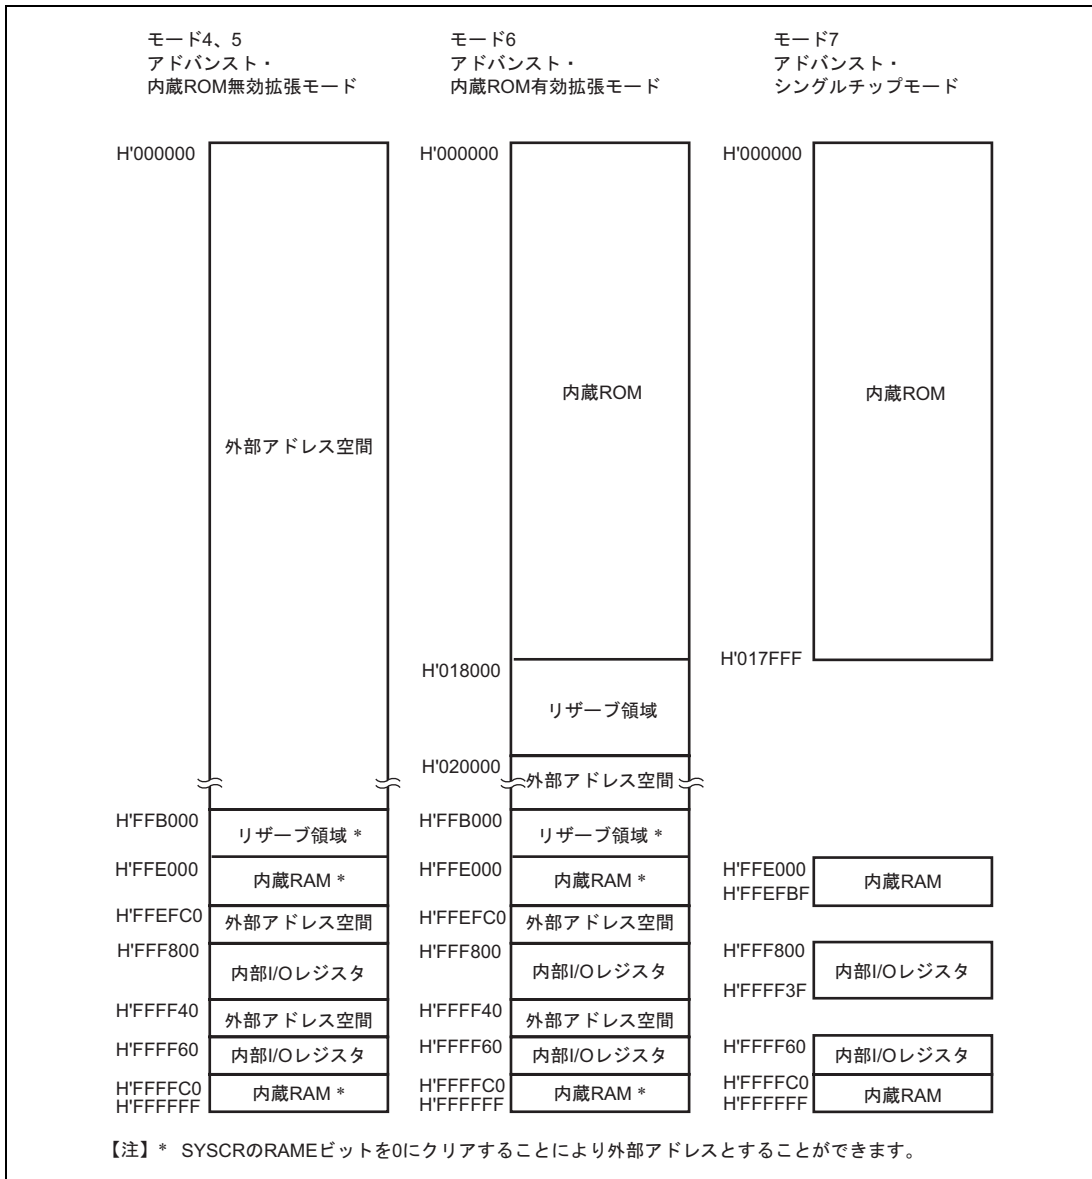 モード4、5
アドバンスト・
内蔵ROM無効拡張モード
H'000000
外部アドレス空間
H'FFB000
リザーブ領域 *
H'FFE000
内蔵RAM *
H'FFEFC0
外部アドレス空間
H'FFF800
内部I/Oレジスタ
H'FFFF40
外部アドレス空間
H'FFFF60
内部I/Oレジスタ
H'FFFFC0
H'FFFFFF
内蔵RAM *
モード6
アドバンスト・
内蔵ROM有効拡張モード
H'000000
内蔵ROM
H'018000
リザーブ領域
H'020000
外部アドレス空間
H'FFB000
リザーブ領域 *
H'FFE000
内蔵RAM *
H'FFEFC0
外部アドレス空間
H'FFF800
内部I/Oレジスタ
H'FFFF40
外部アドレス空間
H'FFFF60
内部I/Oレジスタ
H'FFFFC0
H'FFFFFF
内蔵RAM *
モード7
アドバンスト・
シングルチップモード
H'000000
内蔵ROM
H'017FFF
H'FFE000
H'FFEFBF
内蔵RAM
H'FFF800
内部I/Oレジスタ
H'FFFF3F
H'FFFF60
内部I/Oレジスタ
H'FFFFC0
H'FFFFFF
内蔵RAM
【注】* SYSCRのRAMEビットを0にクリアすることにより外部アドレスとすることができます。